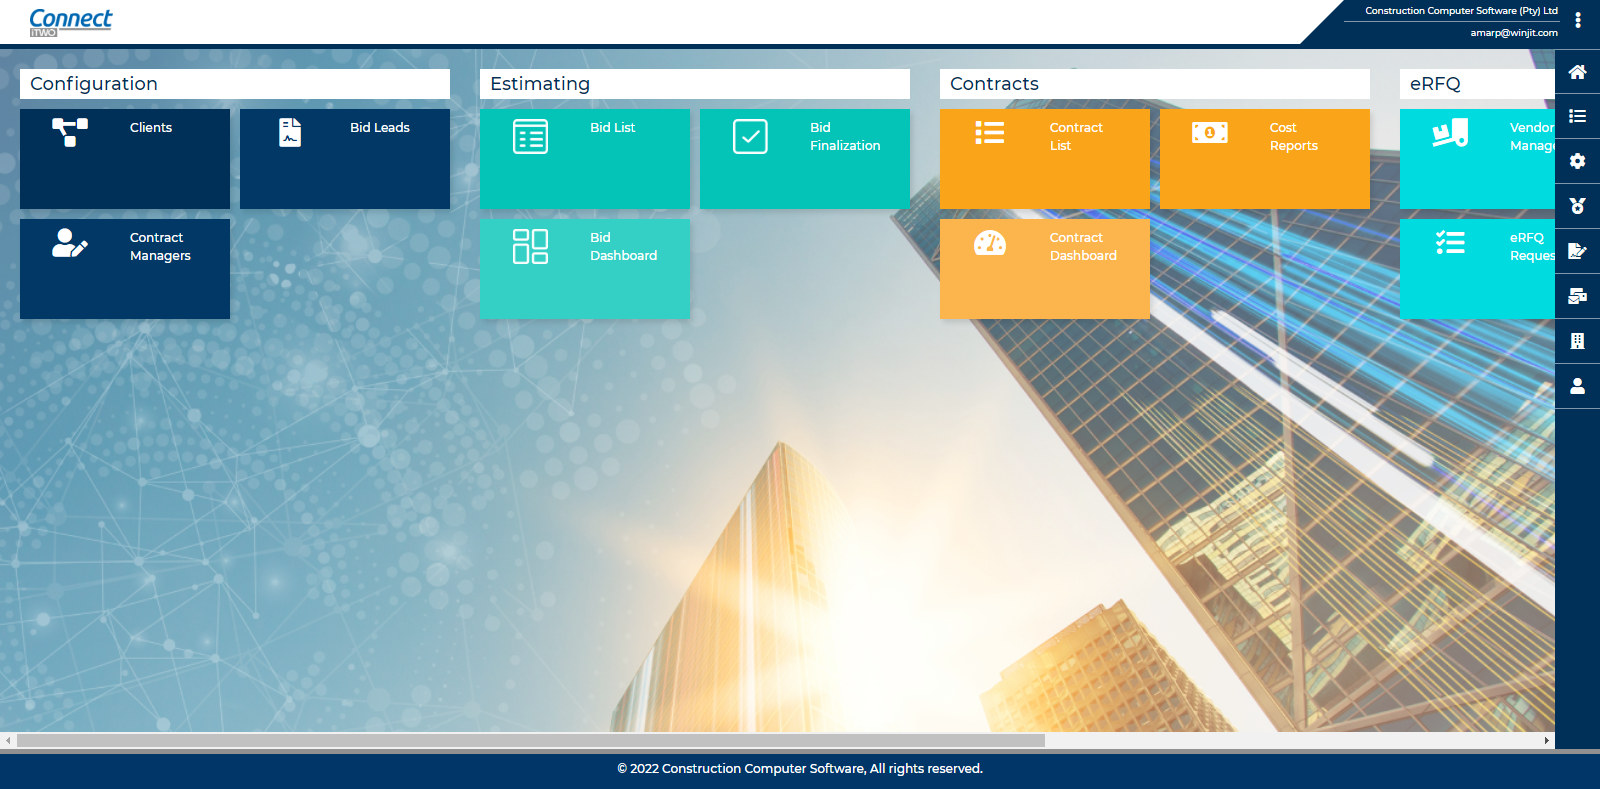 Connect
iTWO
Construction Computer Software (Pty) Ltd
amarp@winjit.com
Configuration
Clients
Bid Leads
Contract
Managers
Estimating
Bid List
Bid
Finalization
Bid
Dashboard
Contracts
Contract
List
Cost
Reports
Contract
Dashboard
eRFQ
Vendor
Manage
eRFQ
Reques
© 2022 Construction Computer Software, All rights reserved.